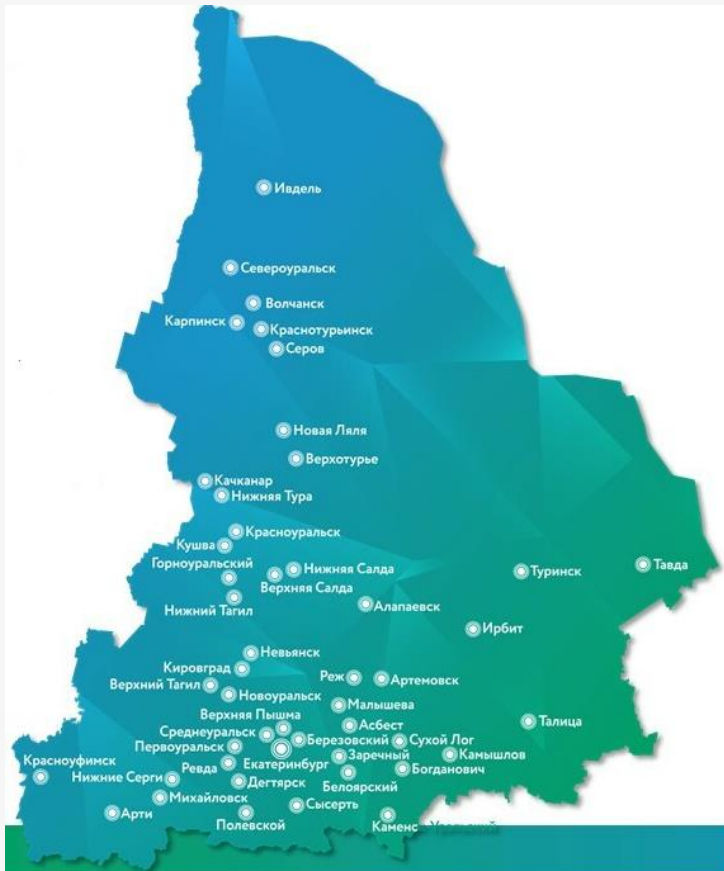 Ивдель
Североуральск
Волчанск
Карпинск
Краснотурьинск
Серов
Новая Ляля
Верхотурье
Качканар
Нижняя Тура
Красноуральск
Кушва
Горноуральский
Нижняя Салда
Верхняя Салда
Туринск
Тавда
Нижний Тагил
Алапаевск
Ирбит
Невьянск
Кировград
Реж
Артемовск
Верхний Тагил
Новоуральск
Малышева
Верхняя Пышма
Асбест
Талица
Среднеуральск
Березовский
Сухой Лог
Первоуральск
Заречный
Камышлов
Красноуфимск
Ревда
Екатеринбург
Богданович
Нижние Серги
Дегтярск
Белоярский
Михайловск
Сысерть
Арти
Полевской
Каменс